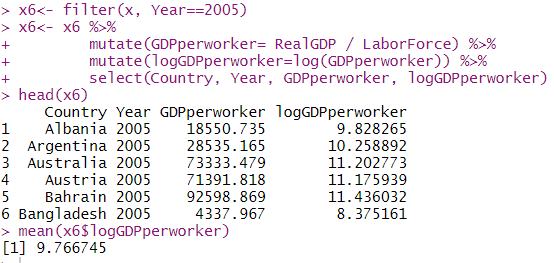 > x6<- filter(x, Year==2005)
> x6<- x6 %>%
+         mutate(GDPperworker= RealGDP / LaborForce) %>%
+         mutate(logGDPperworker=log(GDPperworker)) %>%
+         select(Country, Year, GDPperworker, logGDPperworker)
> head(x6)
     Country Year GDPperworker logGDPperworker
1    Albania 2005    18550.735        9.828265
2  Argentina 2005    28535.165       10.258892
3  Australia 2005    73333.479       11.202773
4    Austria 2005    71391.818       11.175939
5    Bahrain 2005    92598.869       11.436032
6 Bangladesh 2005     4337.967        8.375161
> mean(x6$logGDPperworker)
[1] 9.766745